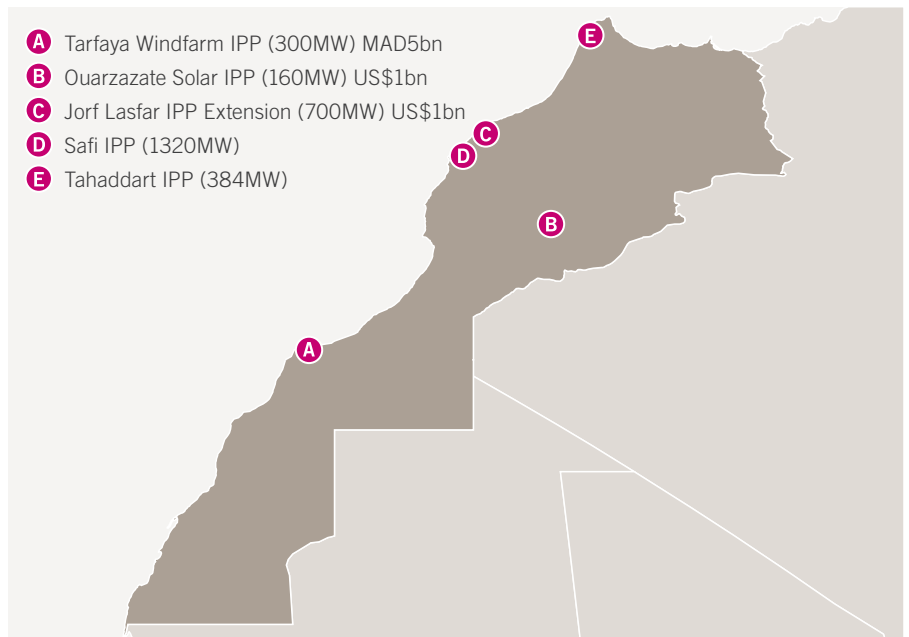 A Tarfaya Windfarm IPP (300MW) MAD5bn
B Ouarzazate Solar IPP (160MW) US$1bn
C Jorf Lasfar IPP Extension (700MW) US$1bn
D Safi IPP (1320MW)
E Tahaddart IPP (384MW)
E
C
D
B
A